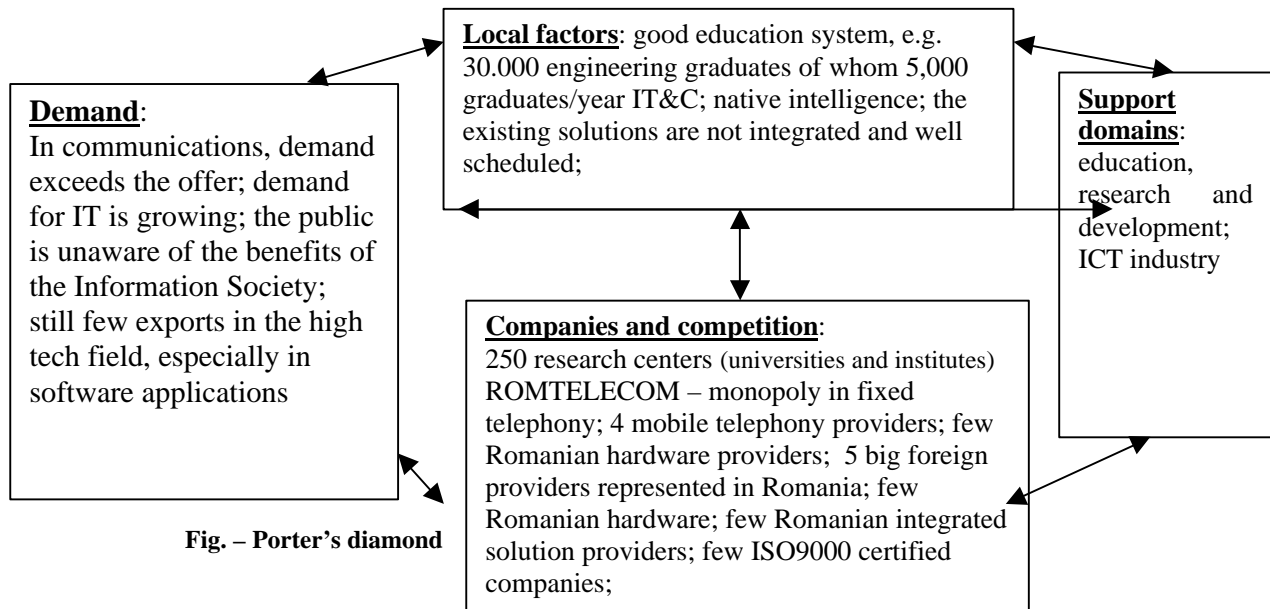 Local factors: good education system, e.g.
30.000 engineering graduates of whom 5,000
graduates/year IT&C; native intelligence; the
existing solutions are not integrated and well
scheduled;
Demand:
In communications, demand
exceeds the offer; demand
for IT is growing; the public
is unaware of the benefits of
the Information Society;
still few exports in the high
tech field, especially in
software applications
Support
domains:
education,
research and
development;
ICT industry
Companies and competition:
250 research centers (universities and institutes)
ROMTELECOM – monopoly in fixed
telephony; 4 mobile telephony providers; few
Romanian hardware providers; 5 big foreign
providers represented in Romania; few
Romanian hardware; few Romanian integrated
solution providers; few ISO9000 certified
companies;
Fig. – Porter’s diamond